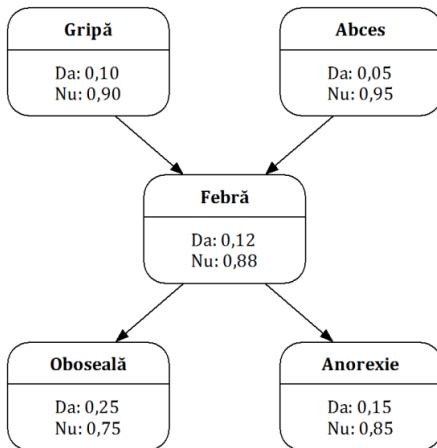 Gripă
Da: 0,10
Nu: 0,90
Abces
Da: 0,05
Nu: 0,95
Febră
Da: 0,12
Nu: 0,88
Oboseală
Da: 0,25
Nu: 0,75
Anorexie
Da: 0,15
Nu: 0,85